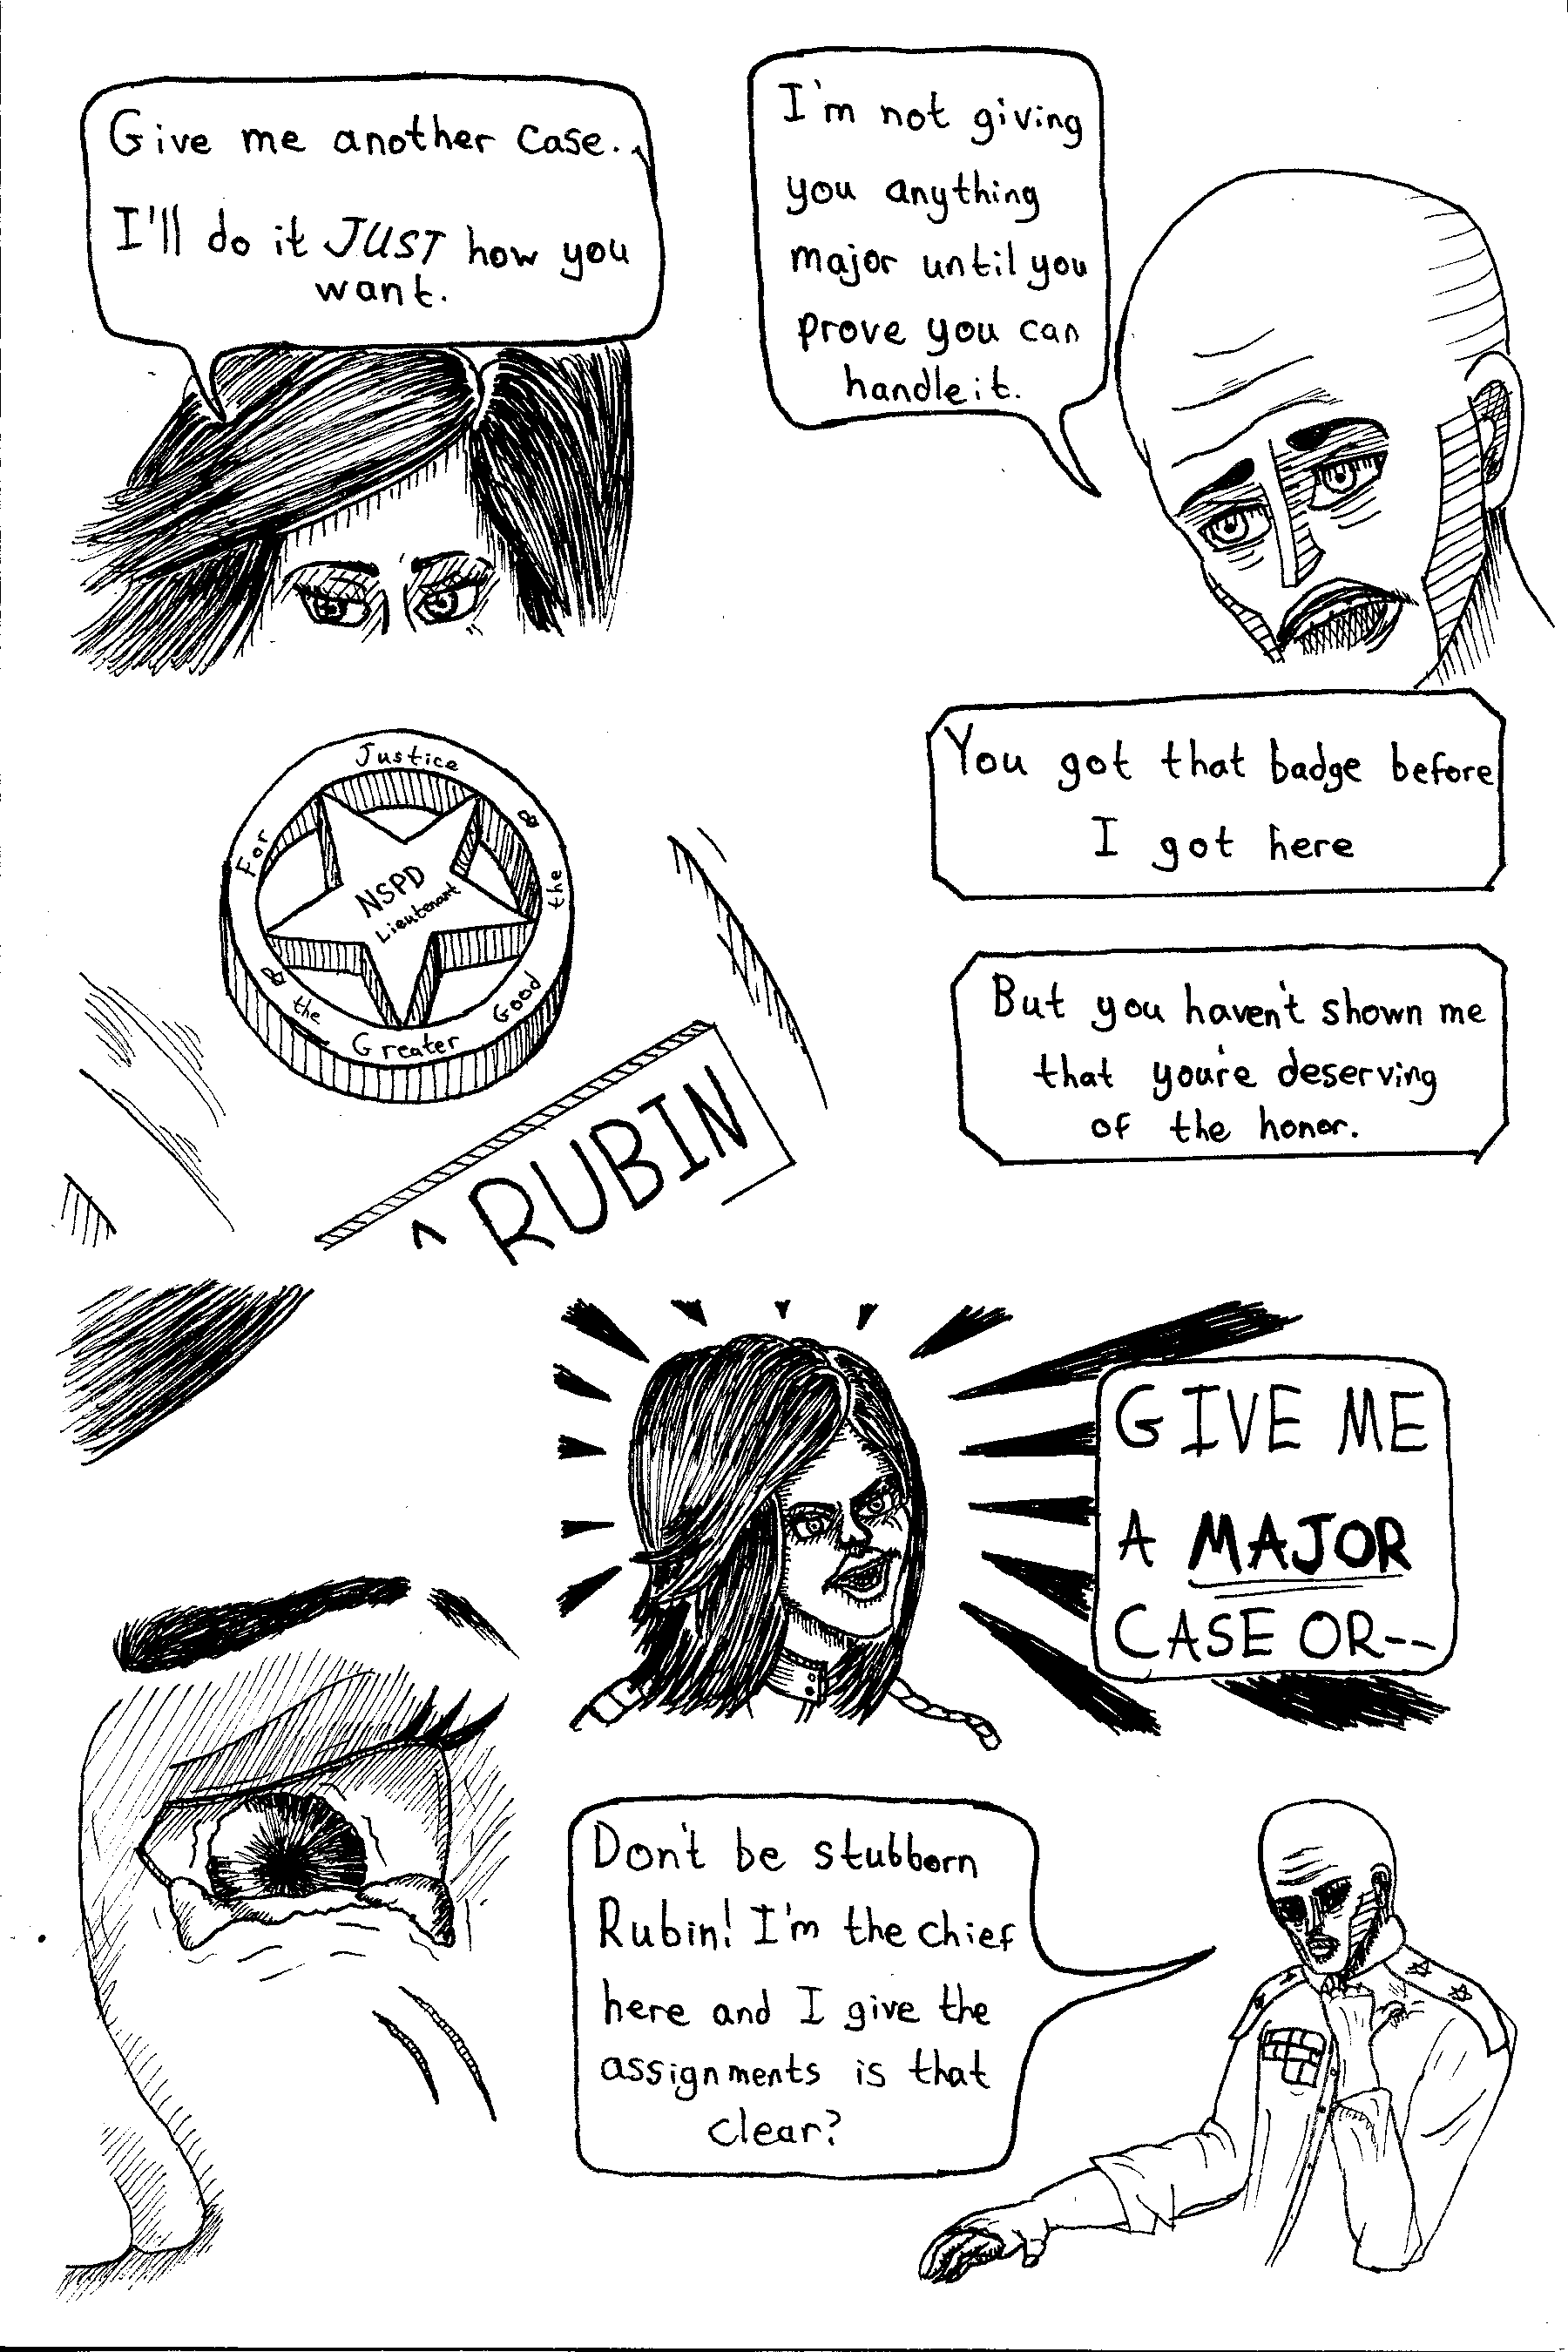 Give me another case..
I'll do it JUST how you
want.
I'm not giving
you anything
major until you
prove you can
handle it.
For Justice & the
& the Greater Good
NSPD
Lieutenant
RUBIN
You got that badge before
I got here
But you haven't shown me
that you're deserving
of the honor.
GIVE ME
A MAJOR
CASE OR--
Don't be stubborn
Rubin! I'm the chief
here and I give the
assignments is that
clear?